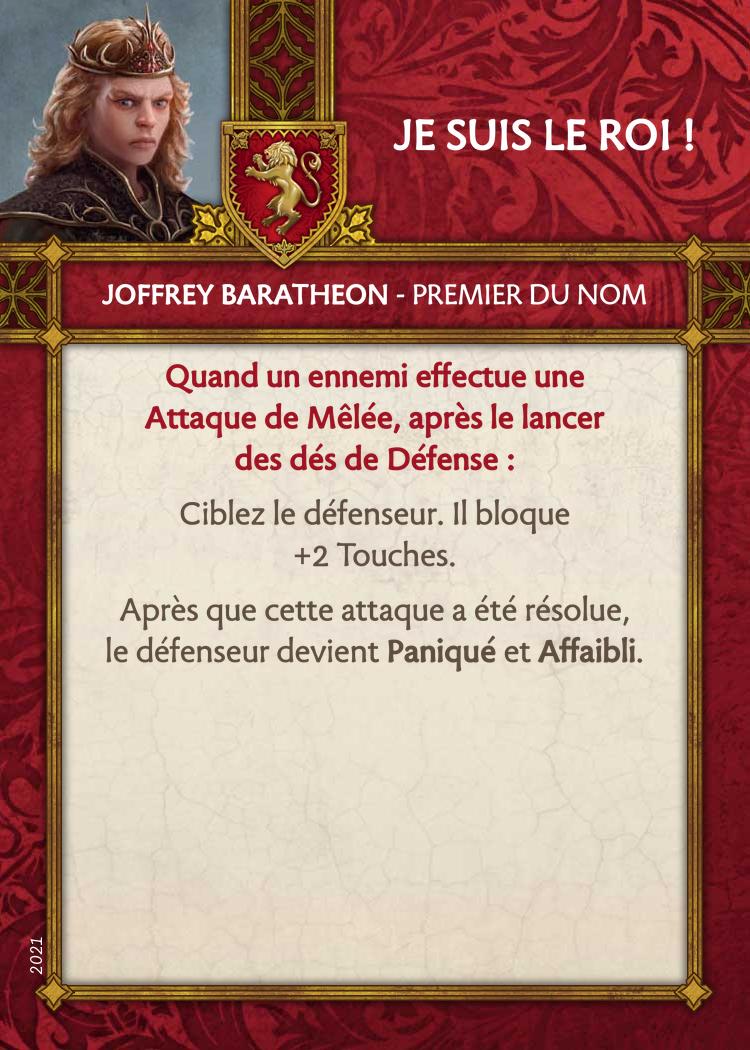 JE SUIS LE ROI !
JOFFREY BARATHEON - PREMIER DU NOM
Quand un ennemi effectue une
Attaque de Mêlée, après le lancer
des dés de Défense :
Ciblez le défenseur. Il bloque
+2 Touches.
Après que cette attaque a été résolue,
le défenseur devient Paniqué et Affaibli.
2021